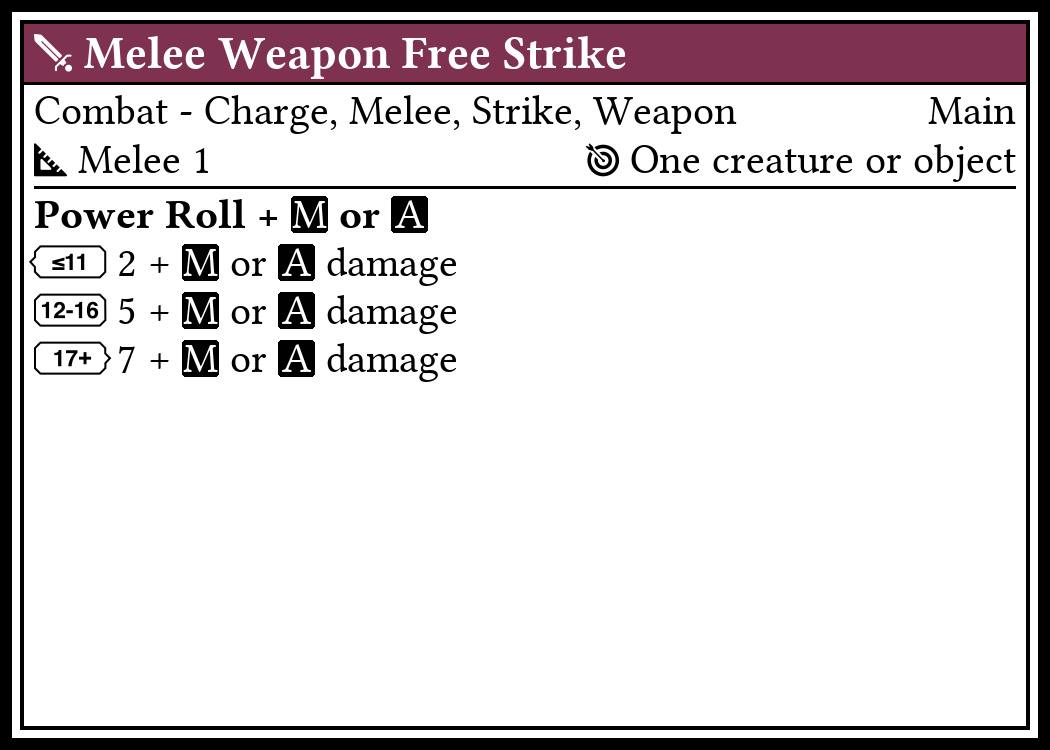 Melee Weapon Free Strike
Combat - Charge, Melee, Strike, Weapon Main
Melee 1 One creature or object
Power Roll + M or A
≤11 2 + M or A damage
12-16 5 + M or A damage
17+ 7 + M or A damage